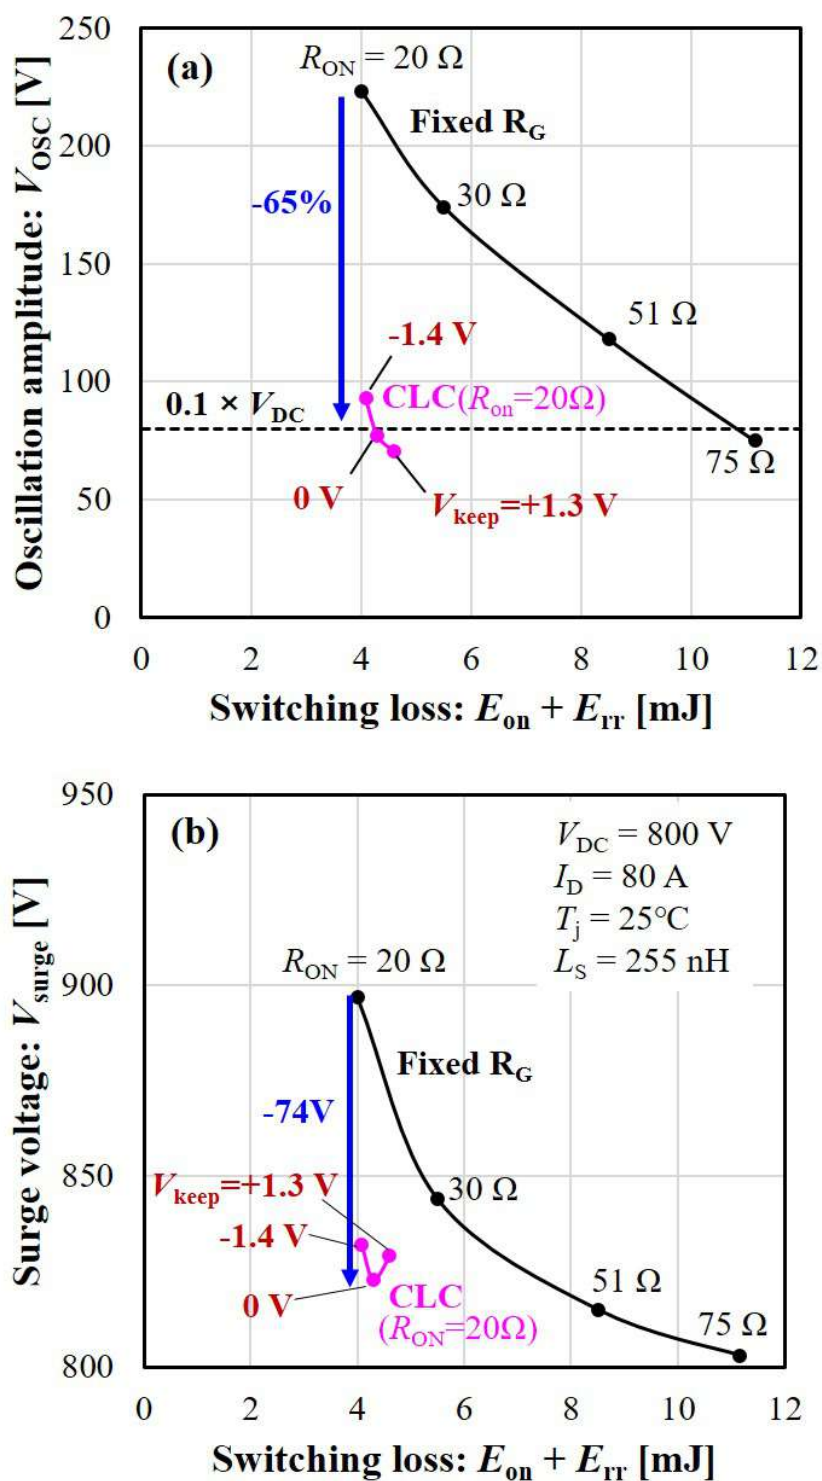 (a)
R_ON = 20 Ω
Fixed R_G
-65%
30 Ω
51 Ω
-1.4 V
0.1 × V_DC
CLC(R_on=20Ω)
75 Ω
0 V
V_keep=+1.3 V
Oscillation amplitude: V_OSC [V]
250
200
150
100
50
0
0 2 4 6 8 10 12
Switching loss: E_on + E_rr [mJ]
(b)
V_DC = 800 V
I_D = 80 A
T_j = 25°C
L_S = 255 nH
R_ON = 20 Ω
Fixed R_G
-74V
V_keep=+1.3 V
30 Ω
-1.4 V
0 V
CLC
(R_ON=20Ω)
51 Ω
75 Ω
Surge voltage: V_surge [V]
950
900
850
800
0 2 4 6 8 10 12
Switching loss: E_on + E_rr [mJ]